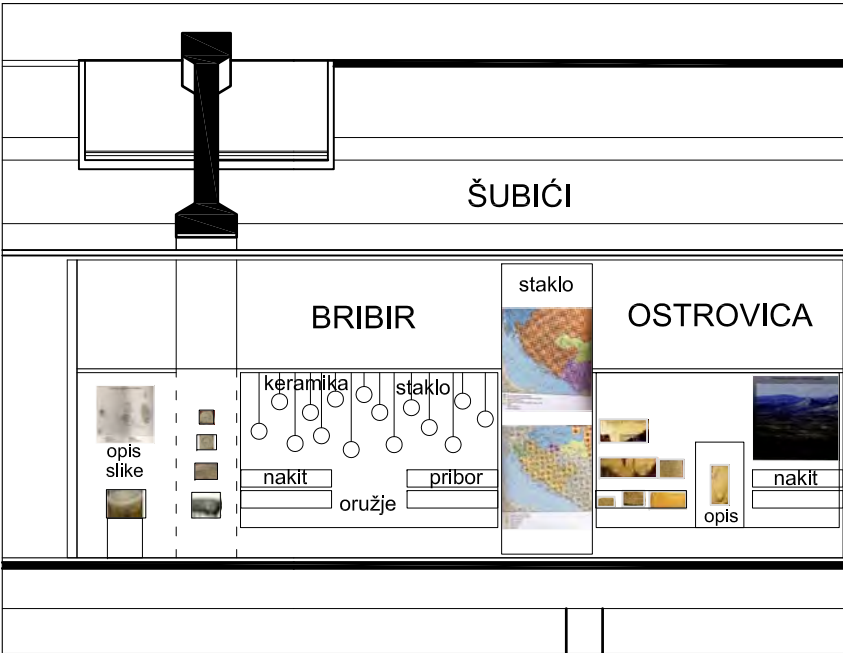 ŠUBIĆI
staklo
BRIBIR
OSTROVICA
keramika
staklo
opis
slike
nakit
pribor
nakit
oružje
opis